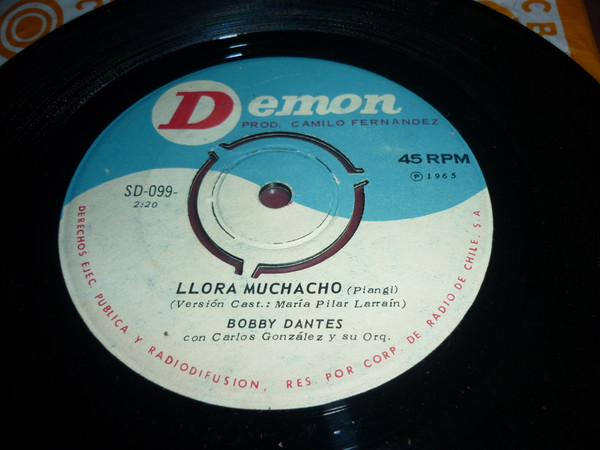 Demon
PROD. CAMILO FERNANDEZ
45 RPM
℗ 1965
SD-099-
2:20
LLORA MUCHACHO (Piangi)
(Versión Cast.: María Pilar Larraín)
BOBBY DANTES
con Carlos González y su Orq.
DERECHOS EJEC. PUBLICA Y RADIODIFUSION, RES. POR CORP. DE RADIO DE CHILE, S.A